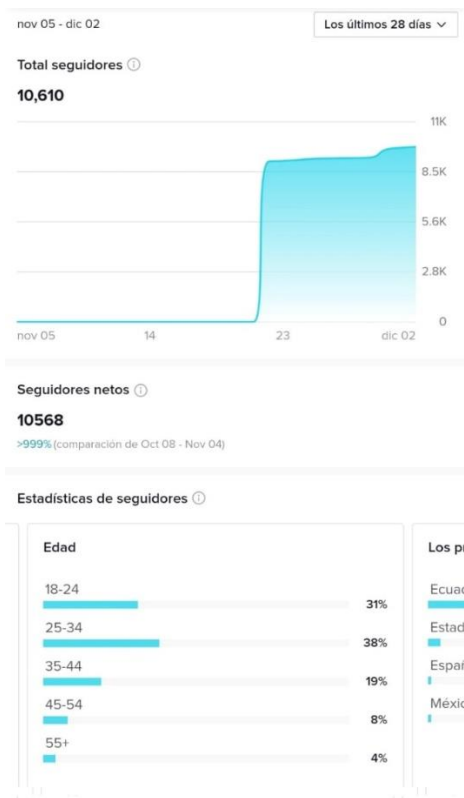 nov 05 - dic 02
Los últimos 28 días
Total seguidores
10,610
11K
8.5K
5.6K
2.8K
0
nov 05 14 23 dic 02
Seguidores netos
10568
>999% (comparación de Oct 08 - Nov 04)
Estadísticas de seguidores
Edad
18-24
31%
25-34
38%
35-44
19%
45-54
8%
55+
4%
Los